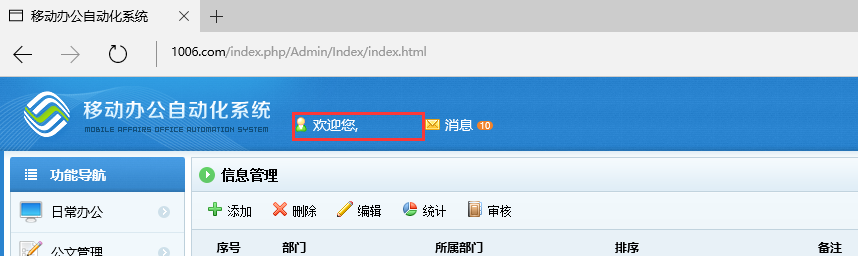 移动办公自动化系统
1006.com/index.php/Admin/Index/index.html
移动办公自动化系统
MOBILE AFFAIRS OFFICE AUTOMATION SYSTEM
欢迎您, 消息 10
功能导航 信息管理
日常办公 添加 删除 编辑 统计 审核
公文管理 序号 部门 所属部门 排序 备注